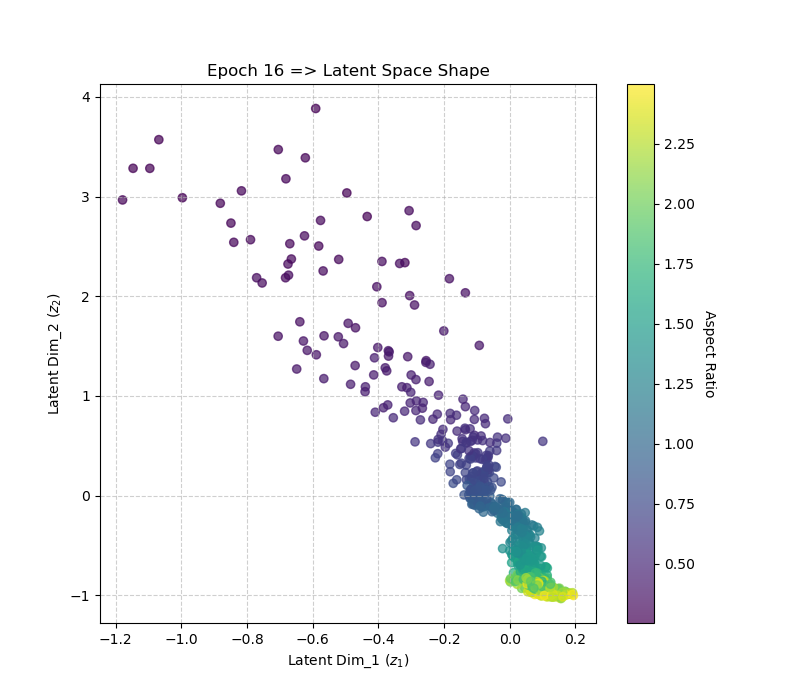 Epoch 16 => Latent Space Shape
4
3
2
1
0
−1
Latent Dim_2 (z₂)
−1.2 −1.0 −0.8 −0.6 −0.4 −0.2 0.0 0.2
Latent Dim_1 (z₁)
2.25
2.00
1.75
1.50
1.25
1.00
0.75
0.50
Aspect Ratio